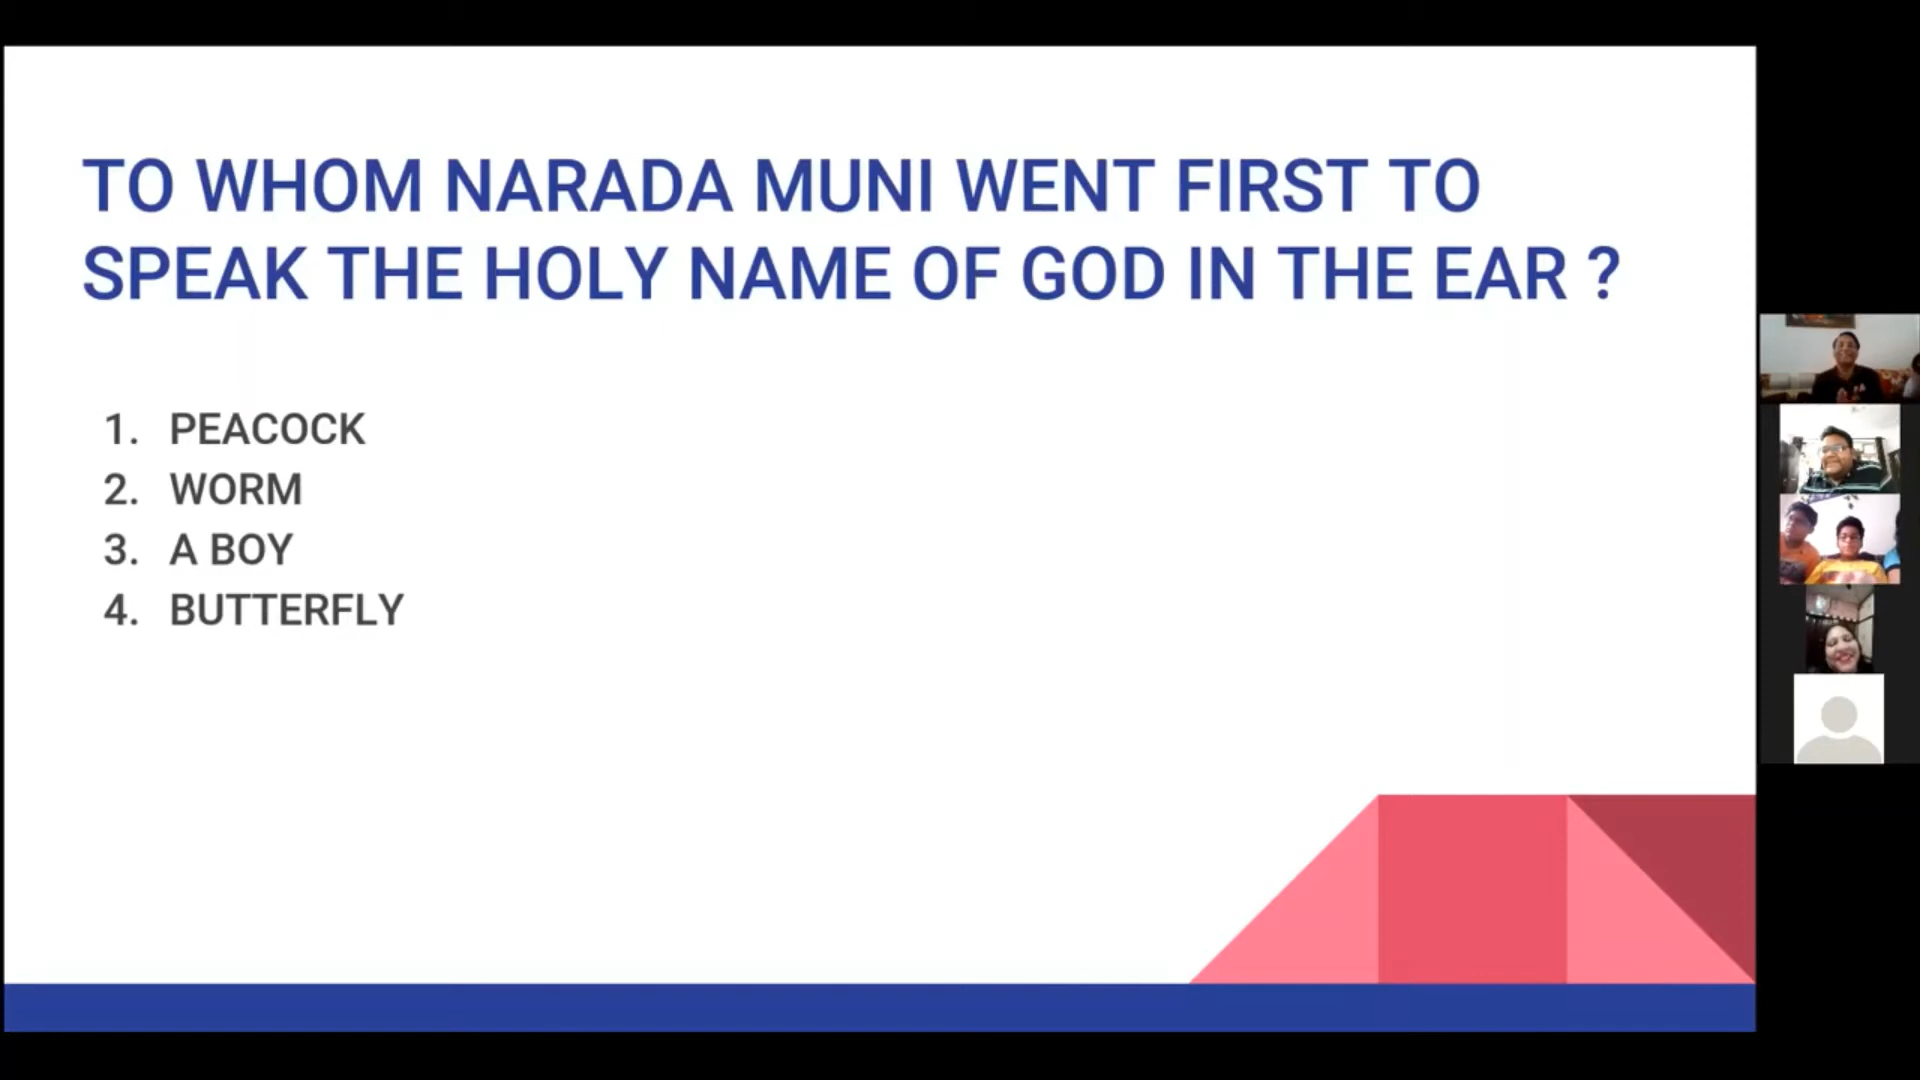 TO WHOM NARADA MUNI WENT FIRST TO
SPEAK THE HOLY NAME OF GOD IN THE EAR ?
1. PEACOCK
2. WORM
3. A BOY
4. BUTTERFLY